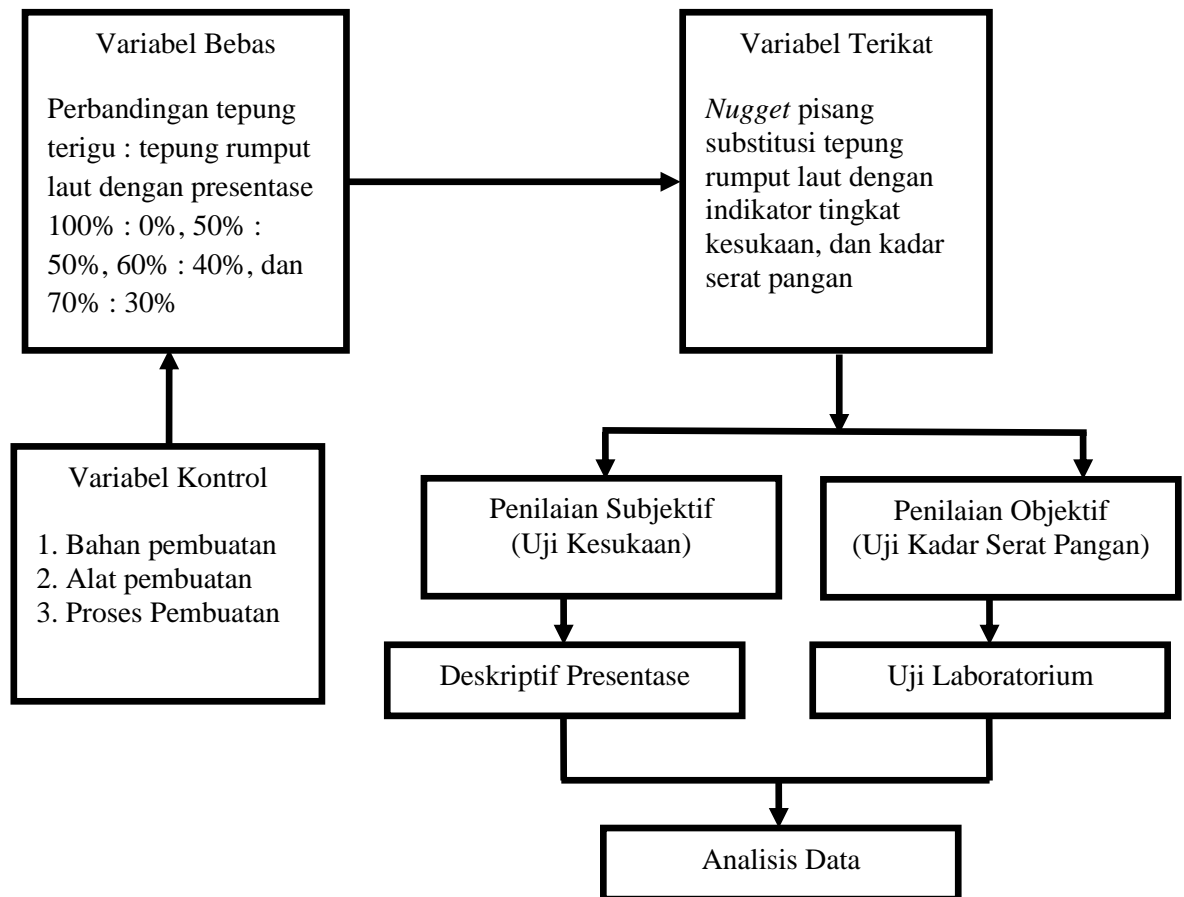 Variabel Bebas
Perbandingan tepung
terigu : tepung rumput
laut dengan presentase
100% : 0%, 50% :
50%, 60% : 40%, dan
70% : 30%
Variabel Terikat
Nugget pisang
substitusi tepung
rumput laut dengan
indikator tingkat
kesukaan, dan kadar
serat pangan
Variabel Kontrol
1. Bahan pembuatan
2. Alat pembuatan
3. Proses Pembuatan
Penilaian Subjektif
(Uji Kesukaan)
Penilaian Objektif
(Uji Kadar Serat Pangan)
Deskriptif Presentase
Uji Laboratorium
Analisis Data